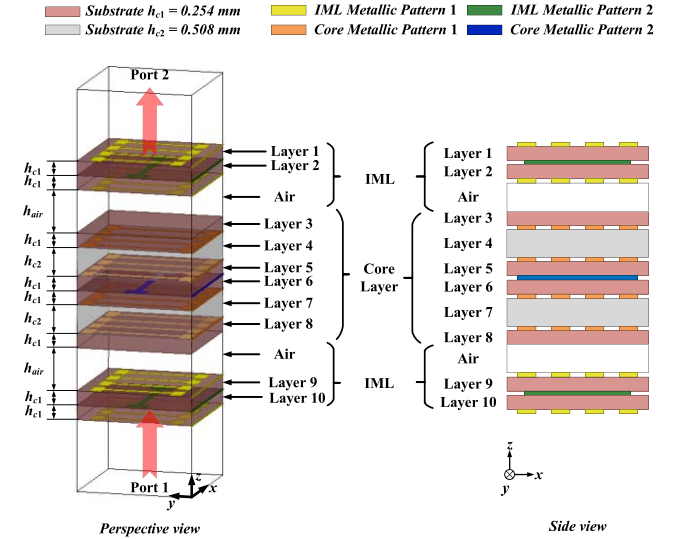 Substrate hc1 = 0.254 mm
IML Metallic Pattern 1
IML Metallic Pattern 2
Substrate hc2 = 0.508 mm
Core Metallic Pattern 1
Core Metallic Pattern 2
Port 2
hc1
hc1
hair
hc1
hc2
hc1
hc1
hc2
hc1
hair
hc1
hc1
Port 1
z
x
y
Perspective view
Layer 1
Layer 2
Air
Layer 3
Layer 4
Layer 5
Layer 6
Layer 7
Layer 8
Air
Layer 9
Layer 10
IML
Core
Layer
IML
Layer 1
Layer 2
Air
Layer 3
Layer 4
Layer 5
Layer 6
Layer 7
Layer 8
Air
Layer 9
Layer 10
z
x
y
Side view